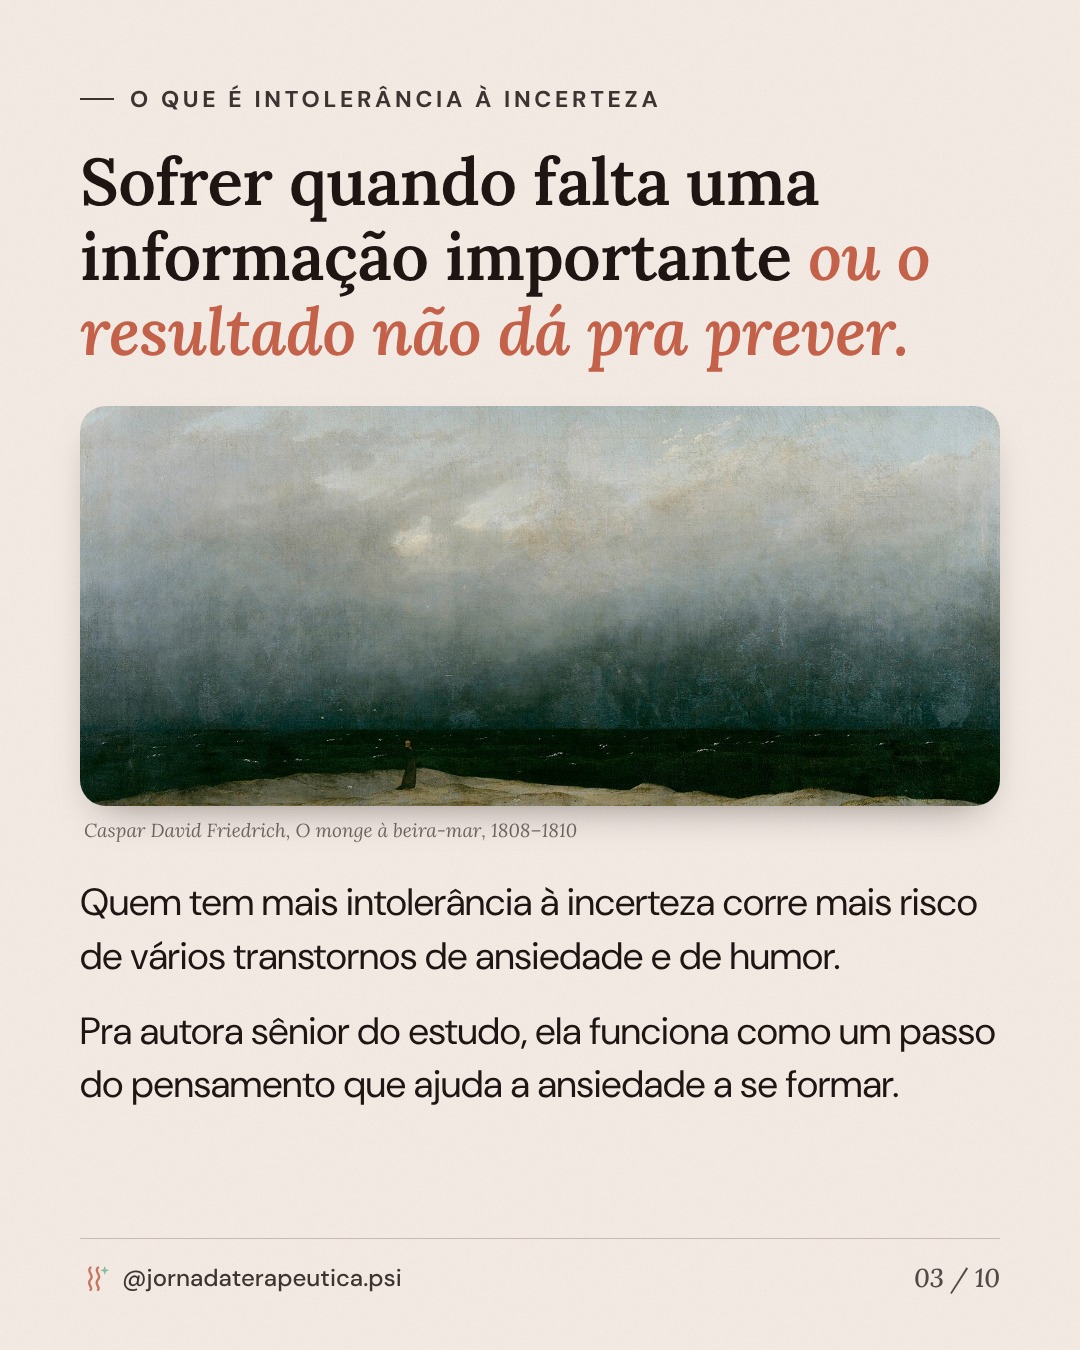 — O QUE É INTOLERÂNCIA À INCERTEZA
Sofrer quando falta uma
informação importante ou o
resultado não dá pra prever.
Caspar David Friedrich, O monge à beira-mar, 1808–1810
Quem tem mais intolerância à incerteza corre mais risco
de vários transtornos de ansiedade e de humor.
Pra autora sênior do estudo, ela funciona como um passo
do pensamento que ajuda a ansiedade a se formar.
@jornadaterapeutica.psi
03 / 10